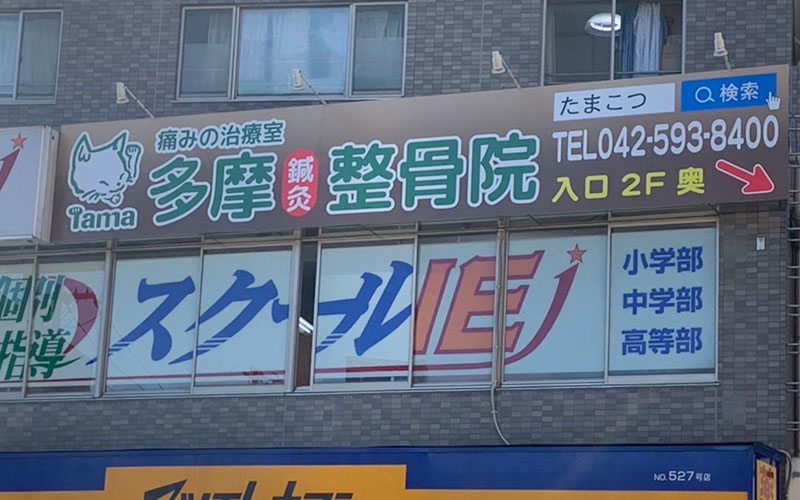 痛みの治療室
Tama
多摩 鍼灸 整骨院
たまこつ 検索
TEL042-593-8400
入口 2F 奥
個別
指導
スクールIE
小学部
中学部
高等部
NO.527号店